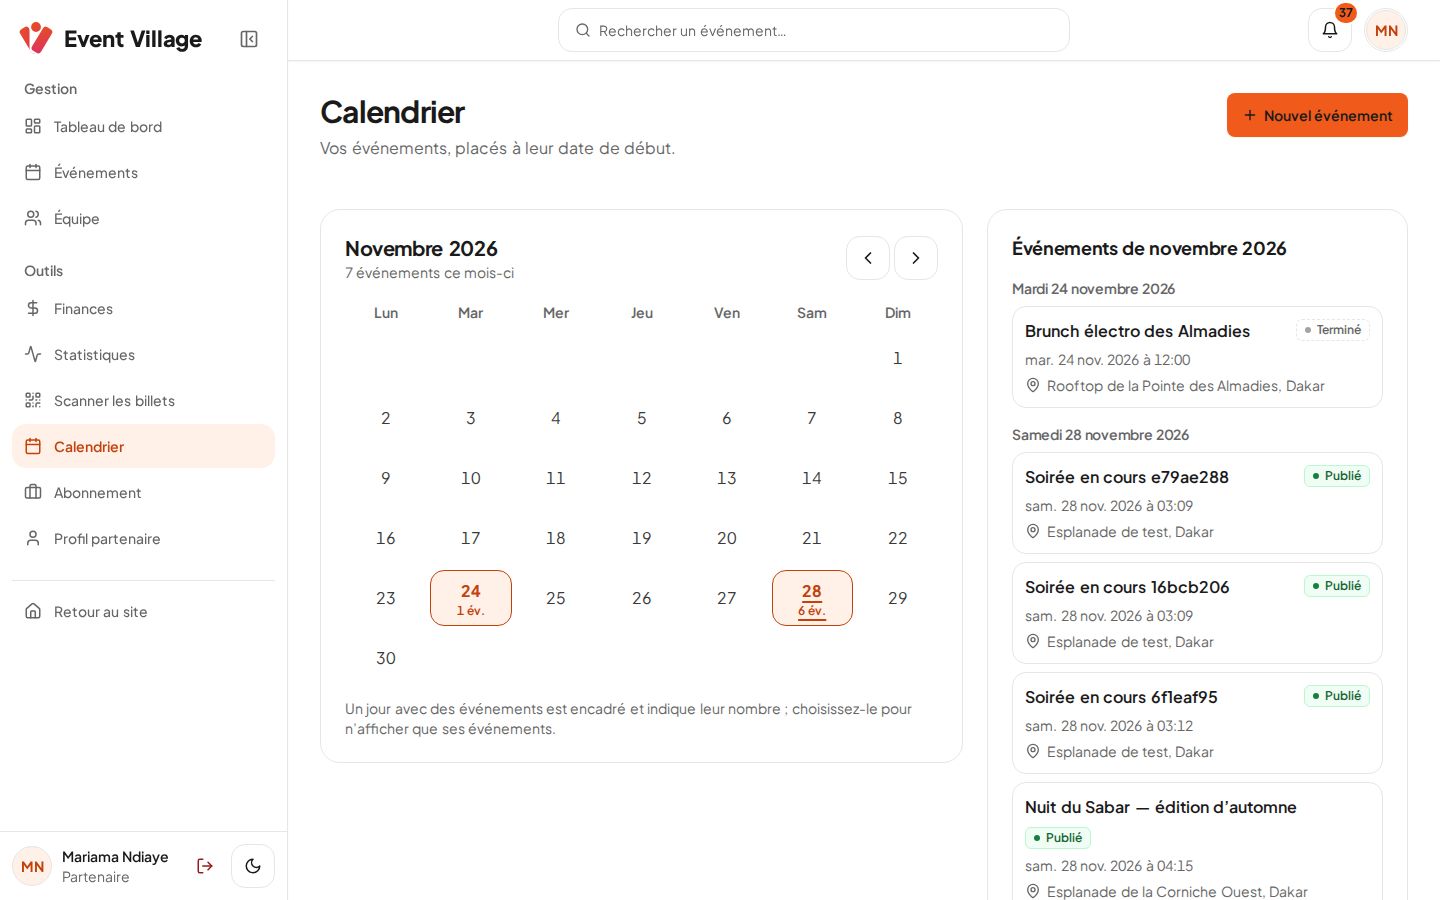 Event Village
Gestion
Tableau de bord
Événements
Équipe
Outils
Finances
Statistiques
Scanner les billets
Calendrier
Abonnement
Profil partenaire
Retour au site
MN
Mariama Ndiaye
Partenaire
Rechercher un événement...
37
MN
Calendrier
Vos événements, placés à leur date de début.
+ Nouvel événement
Novembre 2026
7 événements ce mois-ci
Lun Mar Mer Jeu Ven Sam Dim
1
2 3 4 5 6 7 8
9 10 11 12 13 14 15
16 17 18 19 20 21 22
23 24 25 26 27 28 29
1 év. 6 év.
30
Un jour avec des événements est encadré et indique leur nombre ; choisissez-le pour
n’afficher que ses événements.
Événements de novembre 2026
Mardi 24 novembre 2026
Brunch électro des Almadies
Terminé
mar. 24 nov. 2026 à 12:00
Rooftop de la Pointe des Almadies, Dakar
Samedi 28 novembre 2026
Soirée en cours e79ae288
Publié
sam. 28 nov. 2026 à 03:09
Esplanade de test, Dakar
Soirée en cours 16bcb206
Publié
sam. 28 nov. 2026 à 03:09
Esplanade de test, Dakar
Soirée en cours 6f1eaf95
Publié
sam. 28 nov. 2026 à 03:12
Esplanade de test, Dakar
Nuit du Sabar — édition d’automne
Publié
sam. 28 nov. 2026 à 04:15
Esplanade de la Corniche Ouest, Dakar